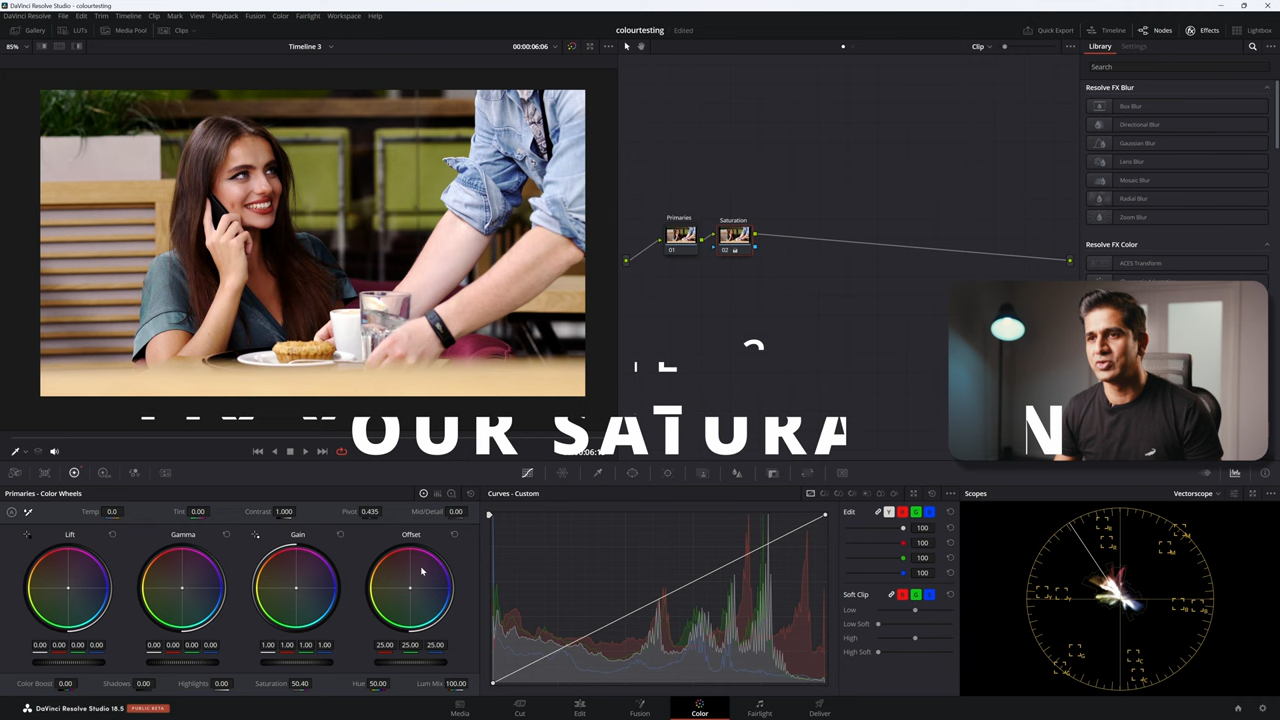 DaVinci Resolve Studio - colourtesting
DaVinci Resolve File Edit Trim Timeline Clip Mark View Playback Fusion Color Fairlight Workspace Help
Gallery LUTs Media Pool Clips colourtesting Edited Quick Export Timeline Nodes Effects Lightbox
85% Timeline 3 00:00:06:06 Clip Library Settings
Search
Resolve FX Blur
Box Blur
Directional Blur
Gaussian Blur
Lens Blur
Mosaic Blur
Radial Blur
Zoom Blur
Resolve FX Color
ACES Transform
Primaries Saturation
01 02
OUR SATURA N
Primaries - Color Wheels Curves - Custom Scopes Vectorscope
Temp 0.0 Tint 0.00 Contrast 1.000 Pivot 0.435 Mid/Detail 0.00
Lift Gamma Gain Offset
0.00 0.00 0.00 0.00 0.00 0.00 0.00 0.00 1.00 1.00 1.00 1.00 25.00 25.00 25.00
Color Boost 0.00 Shadows 0.00 Highlights 0.00 Saturation 50.40 Hue 50.00 Lum Mix 100.00
Edit Y R G B
100
100
100
100
Soft Clip R G B
Low
Low Soft
High
High Soft
DaVinci Resolve Studio 18.5 PUBLIC BETA Media Cut Edit Fusion Color Fairlight Deliver